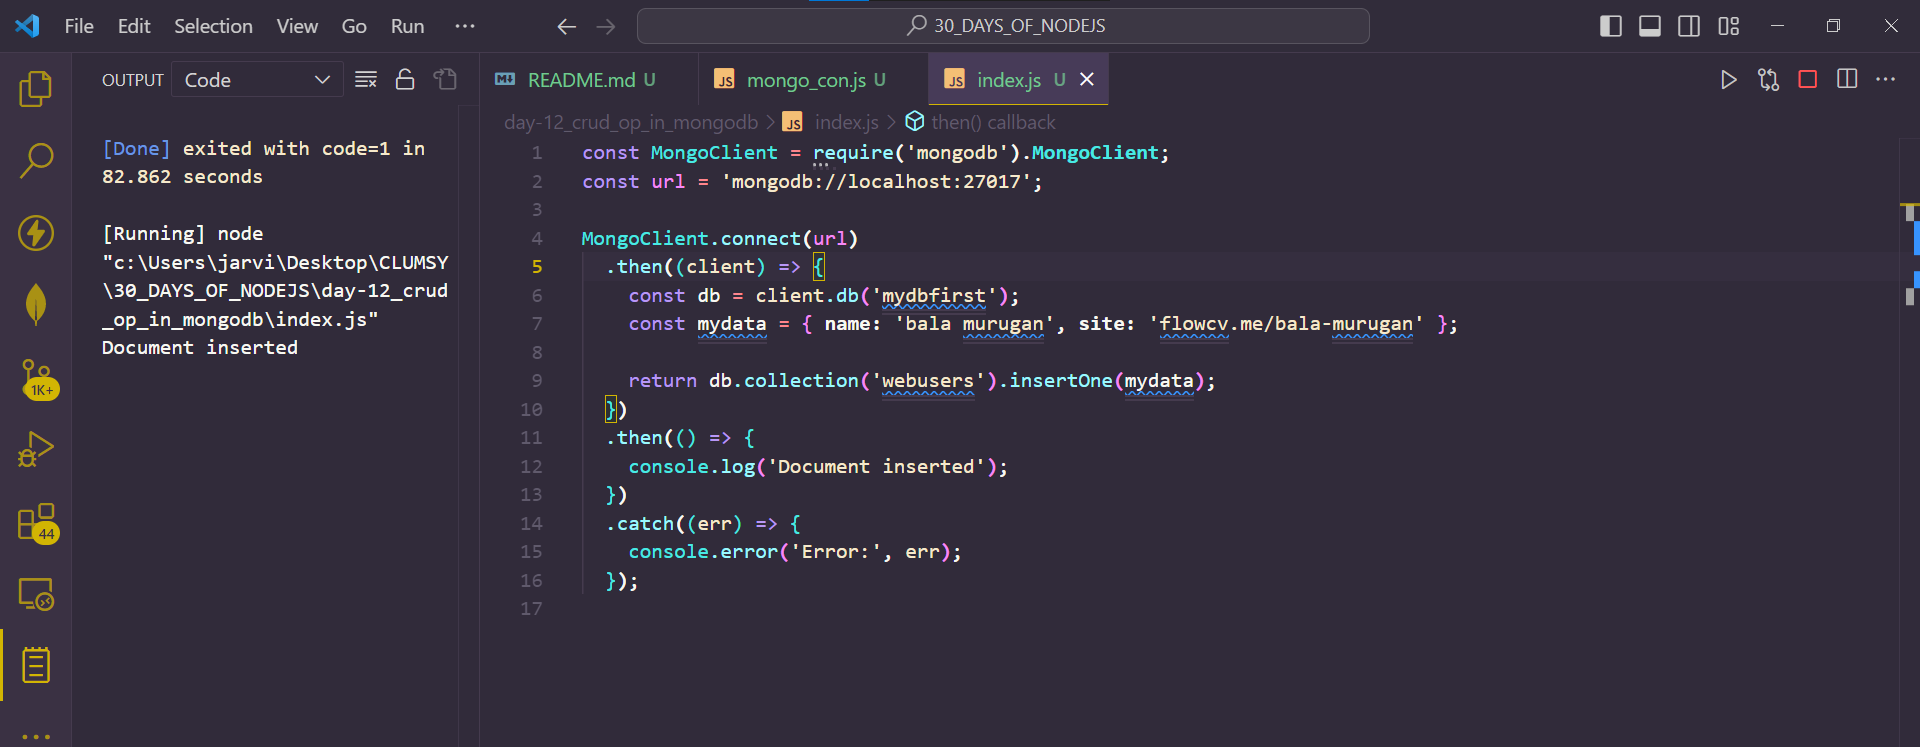 File Edit Selection View Go Run ··· 30_DAYS_OF_NODEJS
OUTPUT Code
README.md U mongo_con.js U JS index.js U
day-12_crud_op_in_mongodb > JS index.js > then() callback
[Done] exited with code=1 in
82.862 seconds
[Running] node
"c:\Users\jarvi\Desktop\CLUMSY
\30_DAYS_OF_NODEJS\day-12_crud
_op_in_mongodb\index.js"
Document inserted
1K+
44
1 const MongoClient = require('mongodb').MongoClient;
2 const url = 'mongodb://localhost:27017';
3
4 MongoClient.connect(url)
5 .then((client) => {
6 const db = client.db('mydbfirst');
7 const mydata = { name: 'bala murugan', site: 'flowcv.me/bala-murugan' };
8
9 return db.collection('webusers').insertOne(mydata);
10 })
11 .then(() => {
12 console.log('Document inserted');
13 })
14 .catch((err) => {
15 console.error('Error:', err);
16 });
17